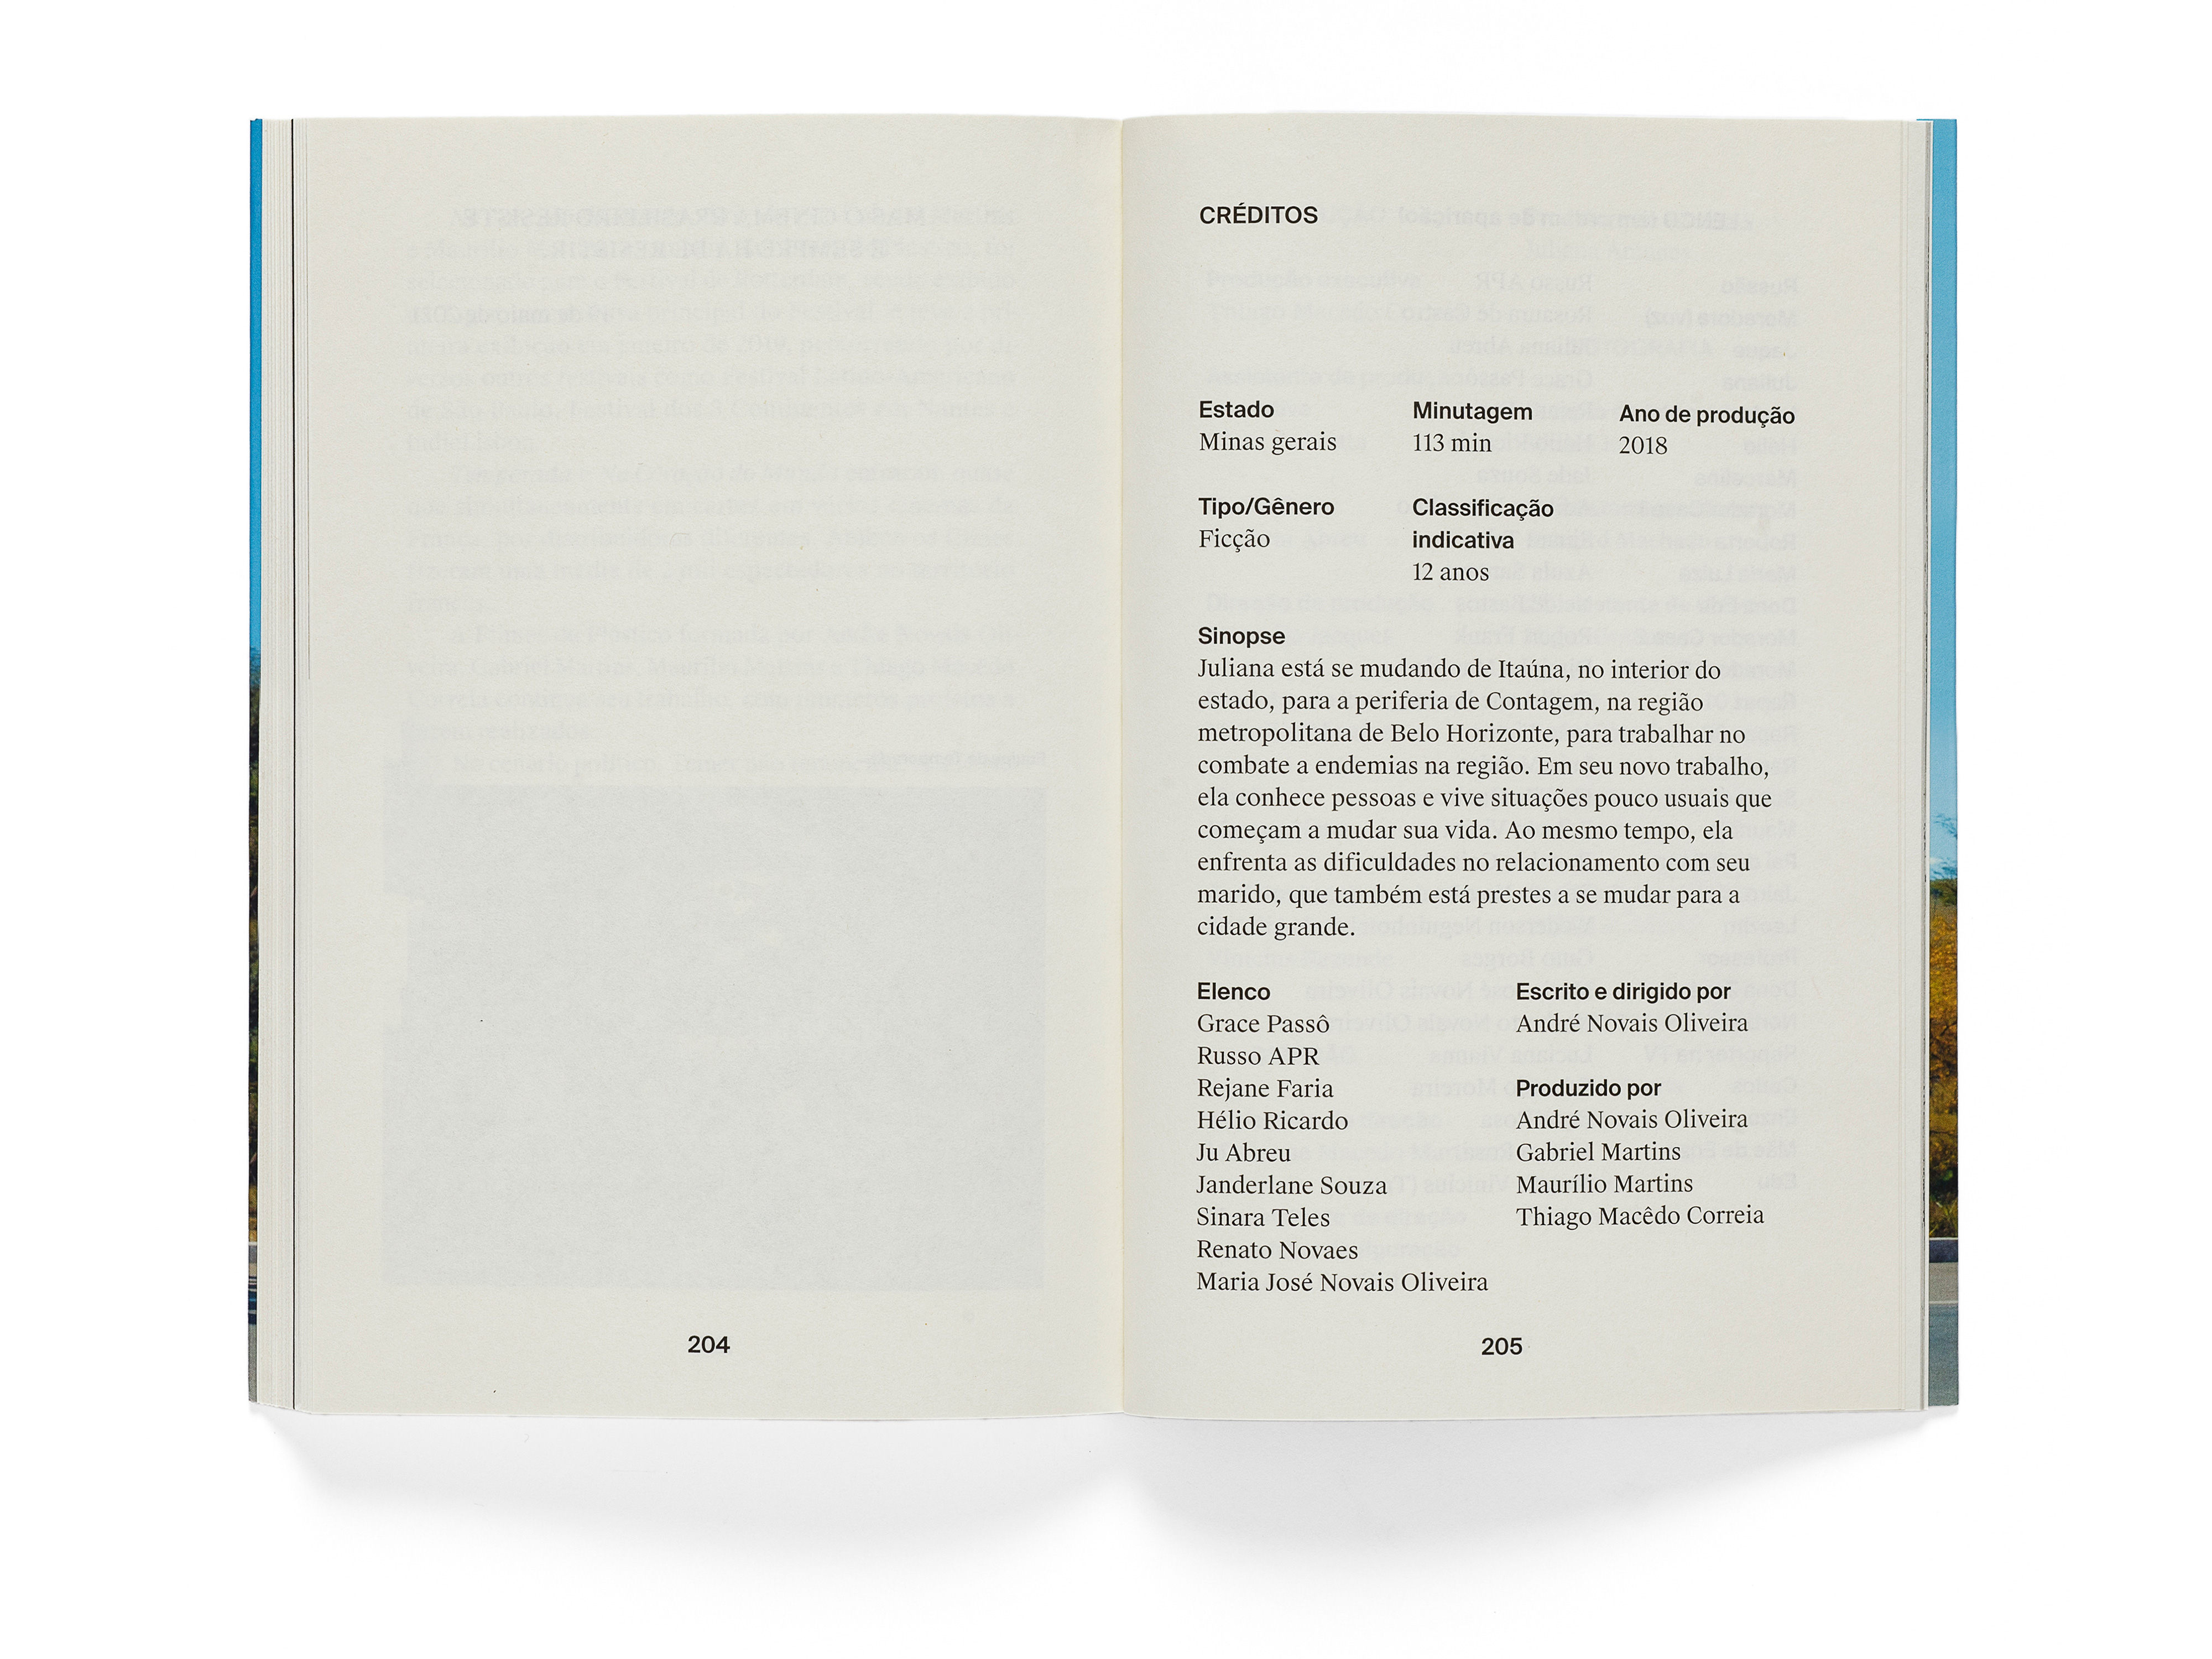 CRÉDITOS
Estado
Minas gerais
Minutagem
113 min
Ano de produção
2018
Tipo/Gênero
Ficção
Classificação
indicativa
12 anos
Sinopse
Juliana está se mudando de Itaúna, no interior do
estado, para a periferia de Contagem, na região
metropolitana de Belo Horizonte, para trabalhar no
combate a endemias na região. Em seu novo trabalho,
ela conhece pessoas e vive situações pouco usuais que
começam a mudar sua vida. Ao mesmo tempo, ela
enfrenta as dificuldades no relacionamento com seu
marido, que também está prestes a se mudar para a
cidade grande.
Elenco
Grace Passô
Russo APR
Rejane Faria
Hélio Ricardo
Ju Abreu
Janderlane Souza
Sinara Teles
Renato Novaes
Maria José Novais Oliveira
Escrito e dirigido por
André Novais Oliveira
Produzido por
André Novais Oliveira
Gabriel Martins
Maurílio Martins
Thiago Macêdo Correia
204
205